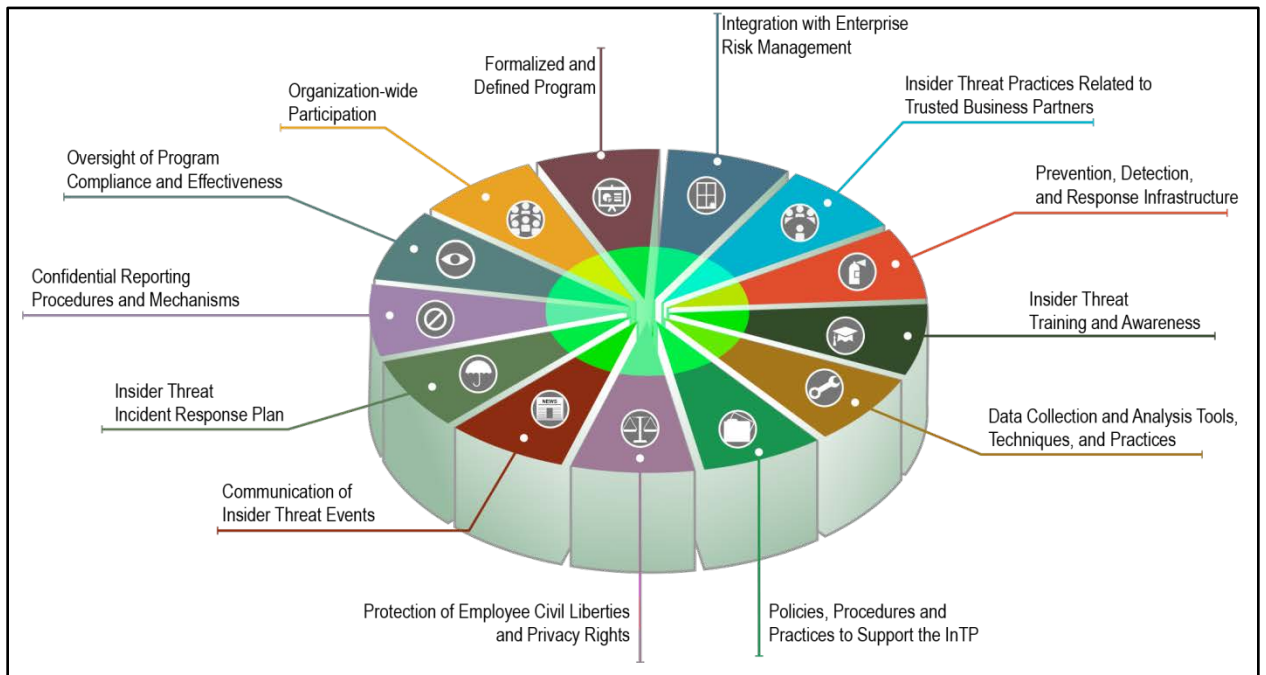 Integration with Enterprise
Risk Management
Formalized and
Defined Program
Insider Threat Practices Related to
Trusted Business Partners
Organization-wide
Participation
Oversight of Program
Compliance and Effectiveness
Prevention, Detection,
and Response Infrastructure
Confidential Reporting
Procedures and Mechanisms
Insider Threat
Training and Awareness
Insider Threat
Incident Response Plan
NEWS
Data Collection and Analysis Tools,
Techniques, and Practices
Communication of
Insider Threat Events
Protection of Employee Civil Liberties
and Privacy Rights
Policies, Procedures and
Practices to Support the InTP